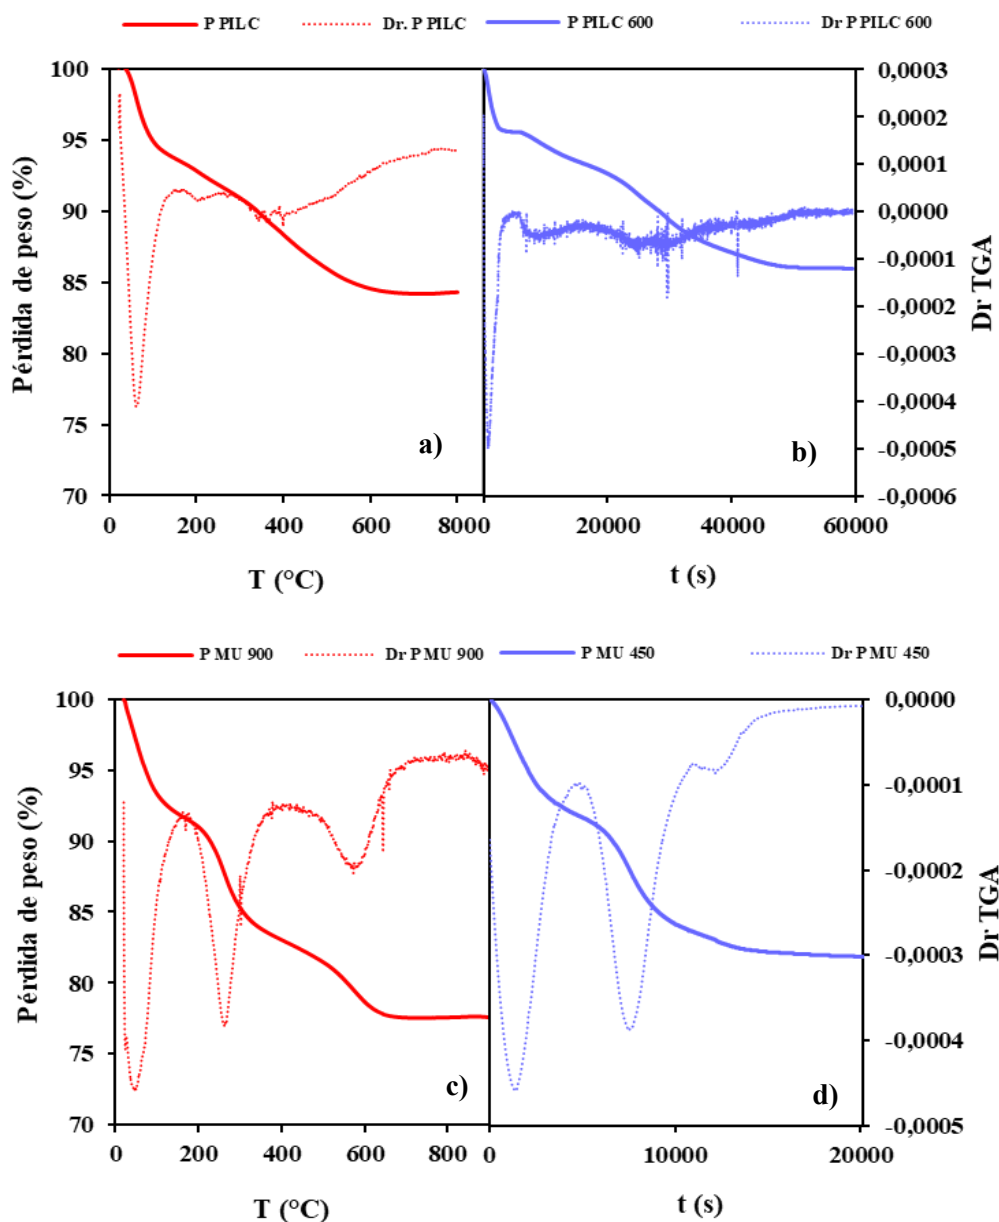 P PILC Dr. P PILC P PILC 600 Dr P PILC 600
100 0,0003
95 0,0002
90 0,0001
85 0,0000
80 -0,0001
75 -0,0002
70 -0,0003
-0,0004
-0,0005
-0,0006
Pérdida de peso (%)
Dr TGA
a) b)
0 200 400 600 8000 20000 40000 60000
T (°C) t (s)
P MU 900 Dr P MU 900 P MU 450 Dr P MU 450
100 0,0000
95 -0,0001
90 -0,0002
85 -0,0003
80 -0,0004
75 -0,0005
70
Pérdida de peso (%)
Dr TGA
c) d)
0 200 400 600 800 0 10000 20000
T (°C) t (s)